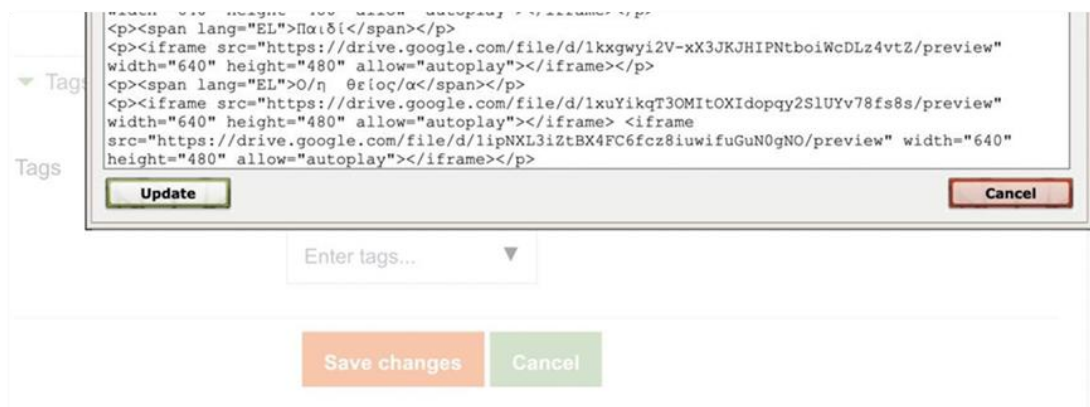 <p><span lang="EL">Παιδί</span></p>
<p><iframe src="https://drive.google.com/file/d/1kxgwyi2V-xX3JKJHIPNtboiWcDLz4vtZ/preview"
width="640" height="480" allow="autoplay"></iframe></p>
<p><span lang="EL">Ο/η θείος/α</span></p>
<p><iframe src="https://drive.google.com/file/d/1xuYikqT3OMItOXIdopqy2SlUYv78fs8s/preview"
width="640" height="480" allow="autoplay"></iframe> <iframe
src="https://drive.google.com/file/d/1ipNXL3iZtBX4FC6fcz8iuwifuGuN0gNO/preview" width="640"
height="480" allow="autoplay"></iframe></p>
Tags
Tags
Update
Cancel
Enter tags...
Save changes
Cancel